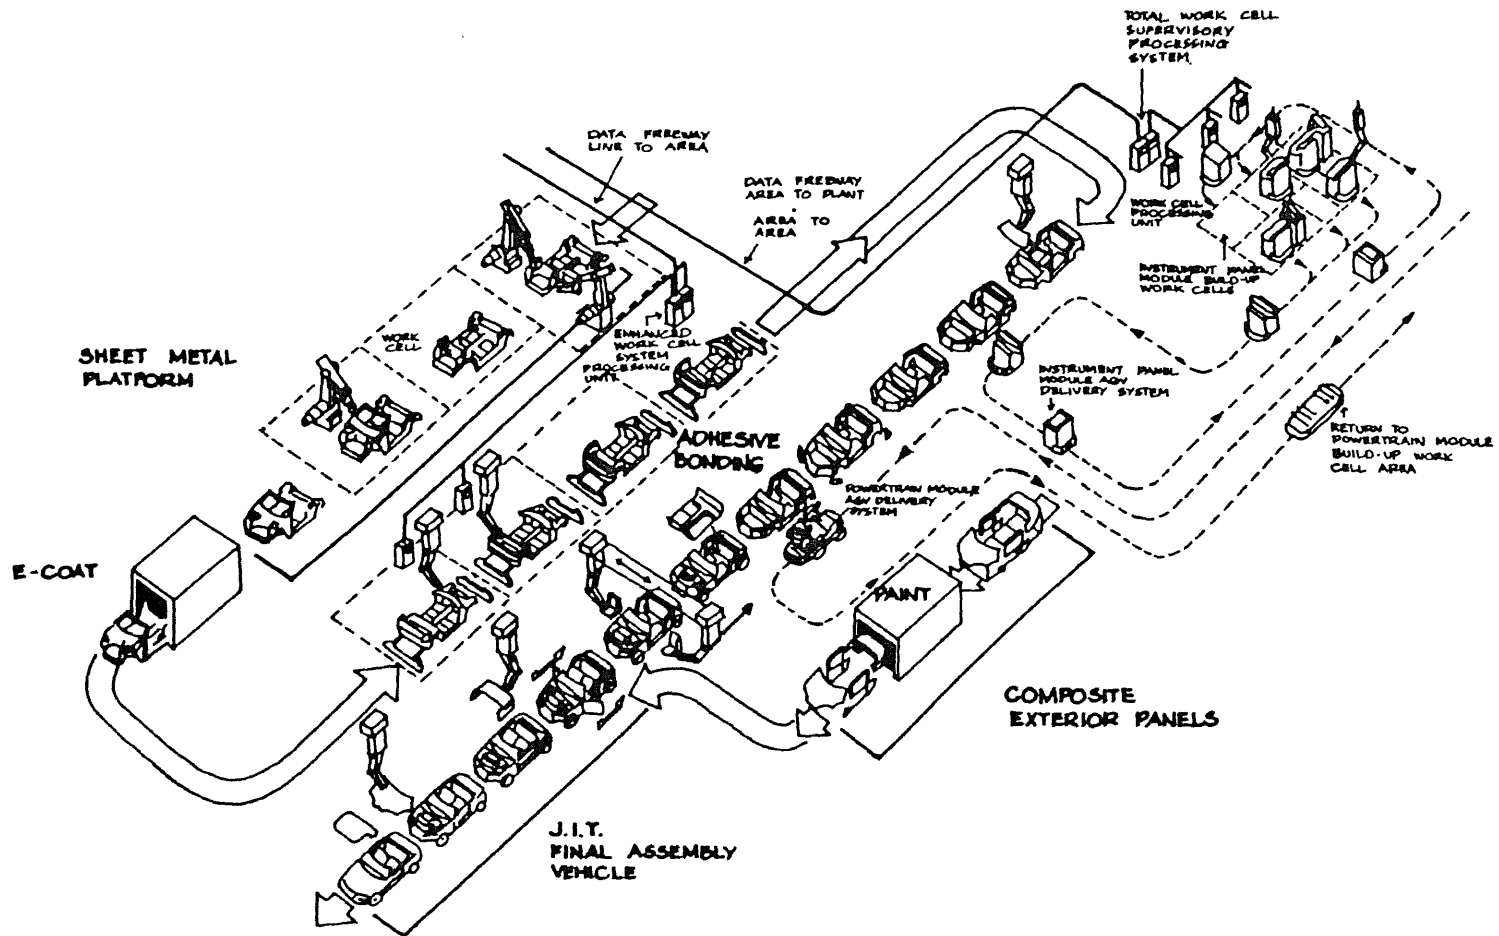 TOTAL WORK CELL
SUPERVISORY
PROCESSING
SYSTEM
DATA FREEWAY
LINE TO AREA
DATA FREEWAY
AREA TO PLANT
AREA TO
AREA
WORK CELL
PROCESSING
UNIT
INSTRUMENT PANEL
MODULE BUILD-UP
WORK CELLS
SHEET METAL
PLATFORM
WORK
CELL
ENHANCED
WORK CELL
SYSTEM
PROCESSING
UNITS
INSTRUMENT PANEL
MODULE AGV
DELIVERY SYSTEM
RETURN TO
POWERTRAIN MODULE
BUILD-UP WORK
CELL AREA
ADHESIVE
BONDING
POWERTRAIN MODULE
AGV DELIVERY
SYSTEM
E-COAT
PAINT
COMPOSITE
EXTERIOR PANELS
J.I.T.
FINAL ASSEMBLY
VEHICLE